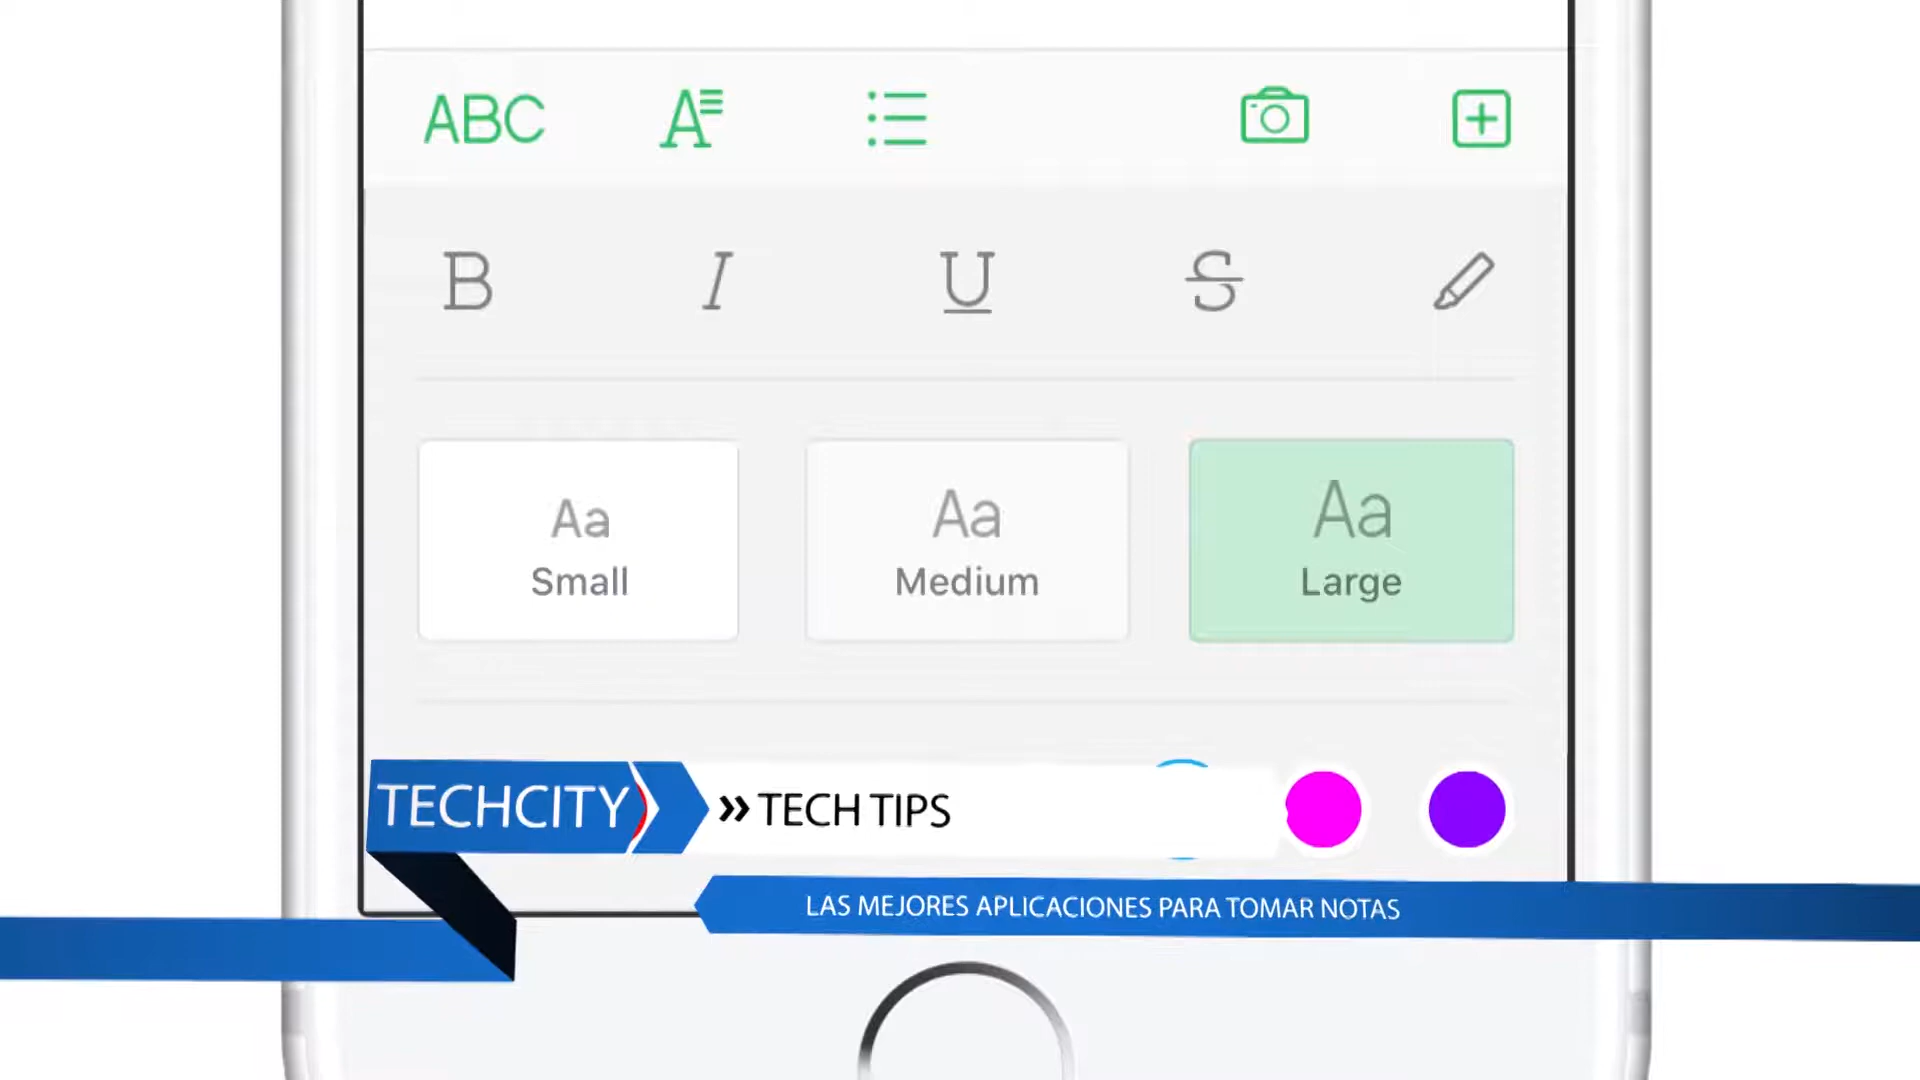 ABC
A
B I U S
Aa Aa Aa
Small Medium Large
TECHCITY
» TECH TIPS
LAS MEJORES APLICACIONES PARA TOMAR NOTAS